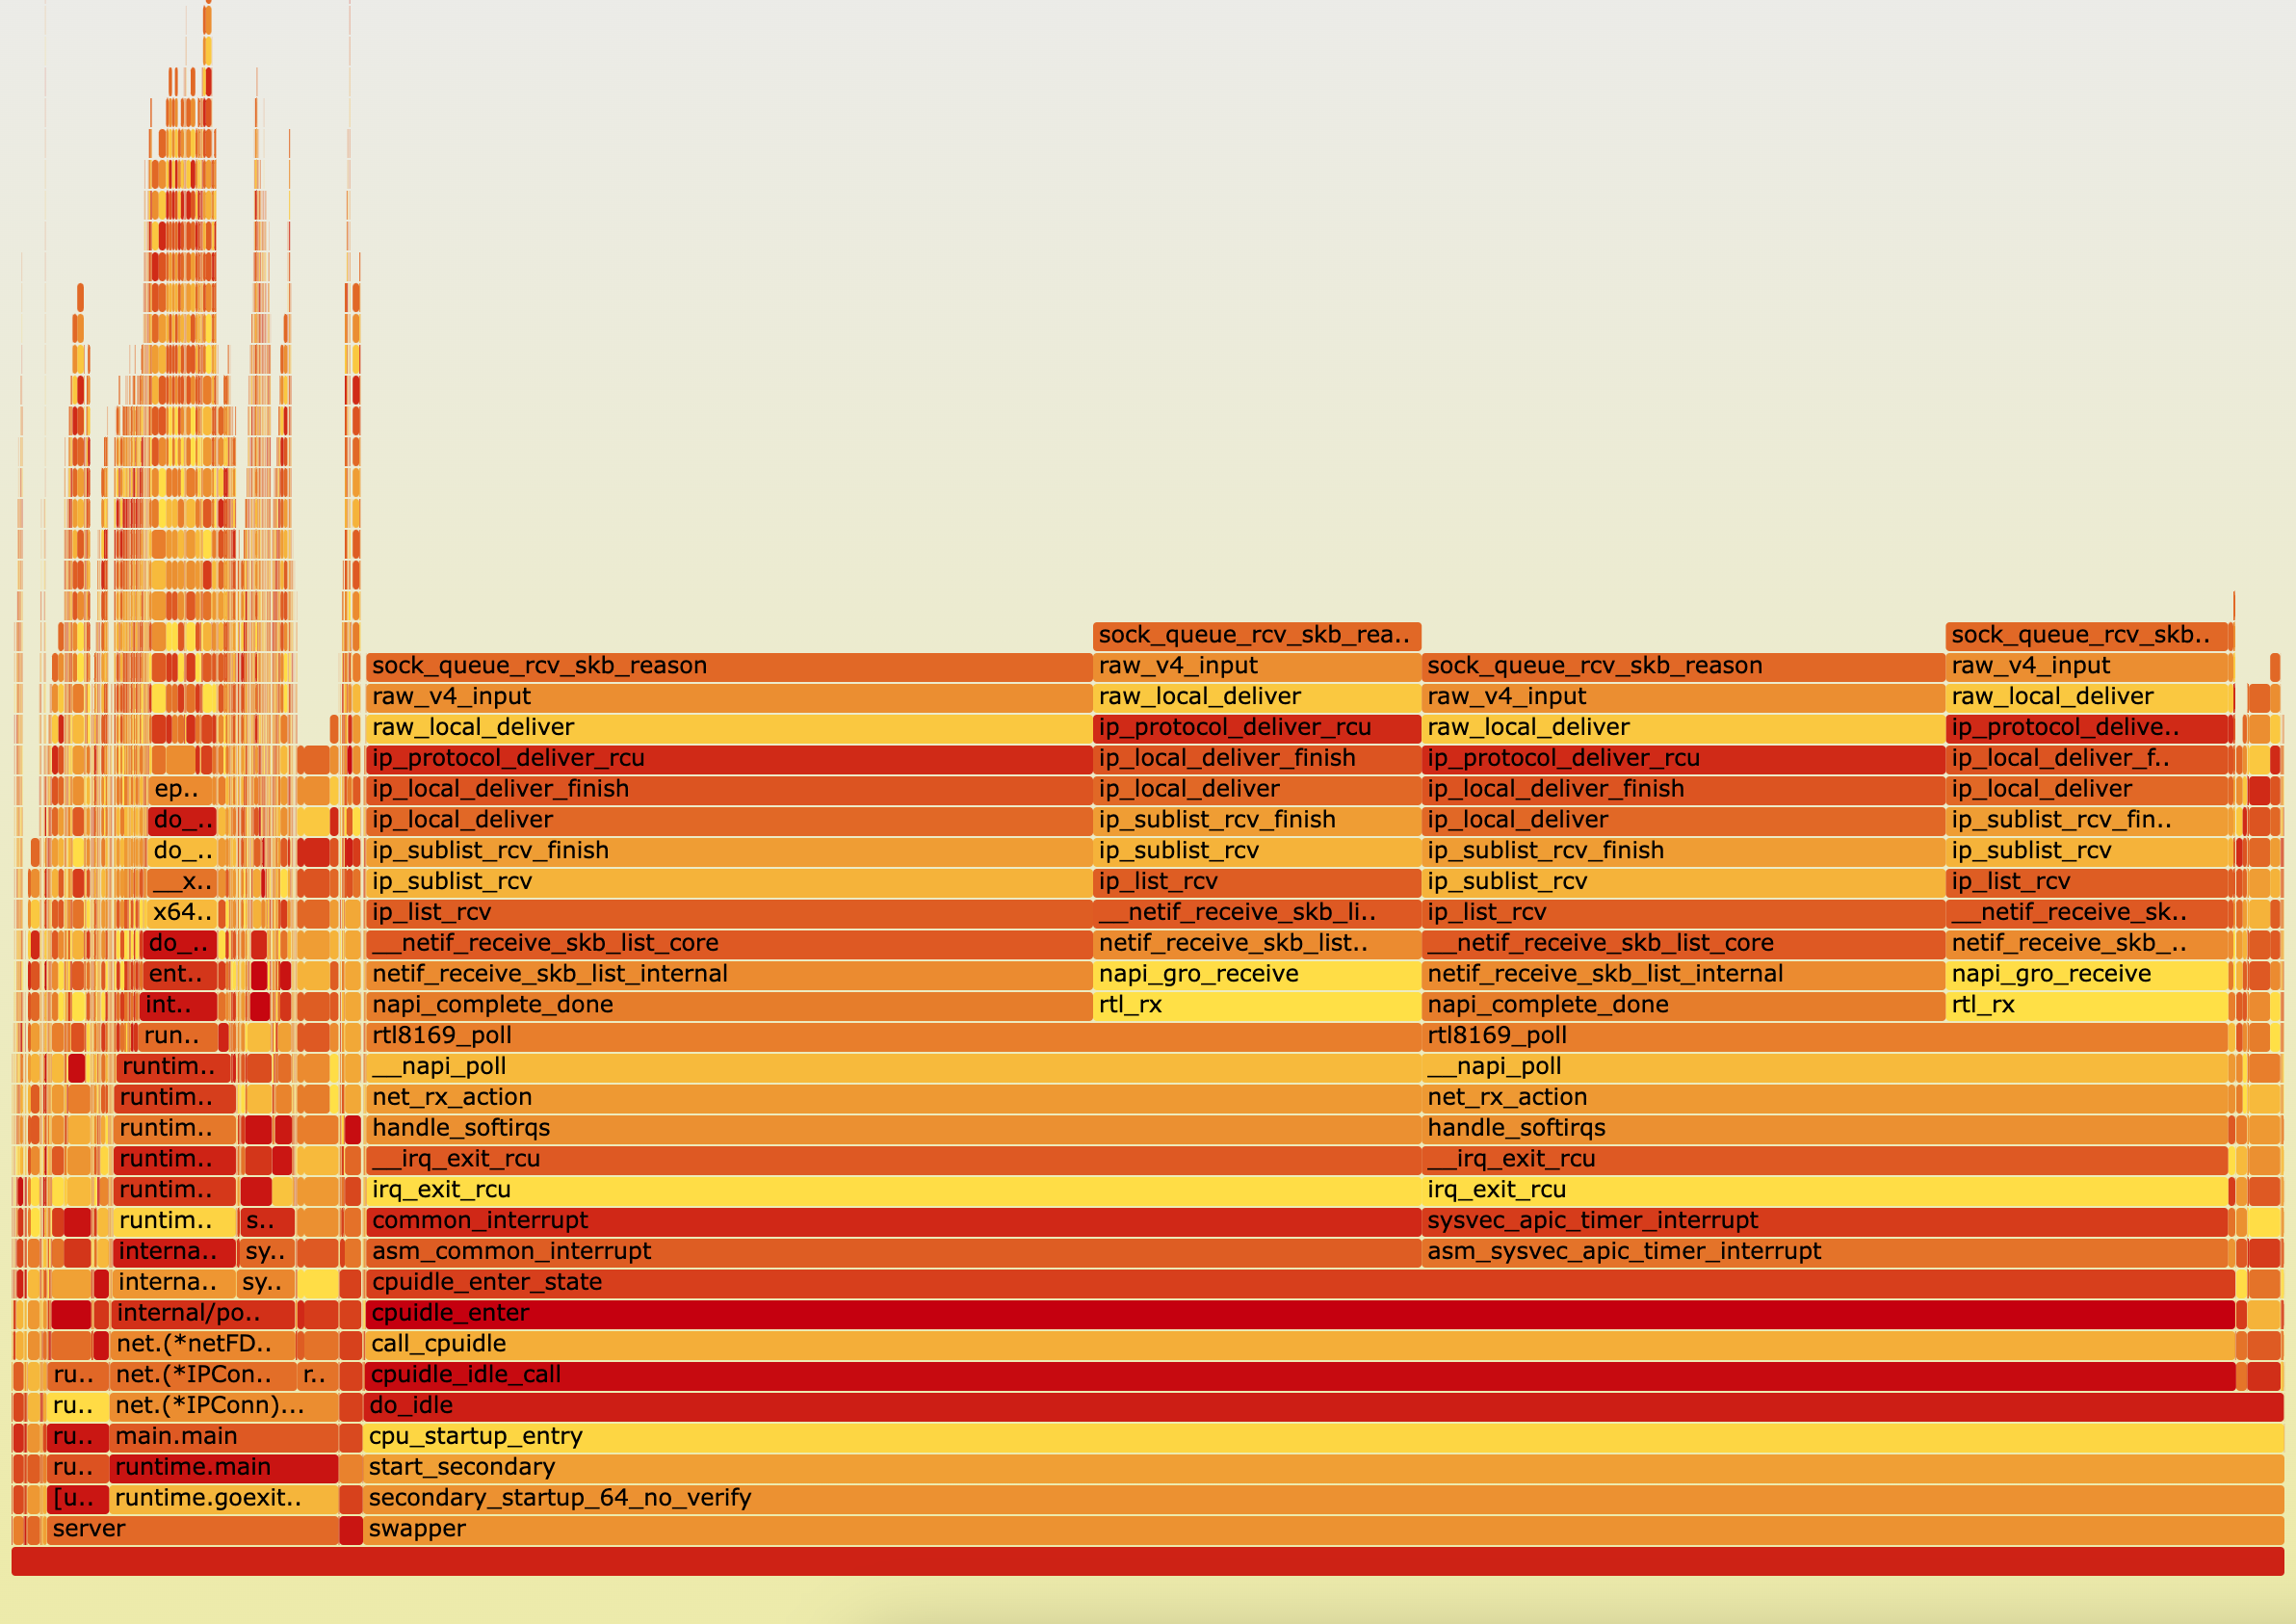 sock_queue_rcv_skb_rea.. sock_queue_rcv_skb..
sock_queue_rcv_skb_reason raw_v4_input sock_queue_rcv_skb_reason raw_v4_input
raw_v4_input raw_local_deliver raw_v4_input raw_local_deliver
raw_local_deliver ip_protocol_deliver_rcu raw_local_deliver ip_protocol_delive..
ip_protocol_deliver_rcu ip_local_deliver_finish ip_protocol_deliver_rcu ip_local_deliver_f..
ep.. ip_local_deliver_finish ip_local_deliver ip_local_deliver_finish ip_local_deliver
do_.. ip_local_deliver ip_sublist_rcv_finish ip_local_deliver ip_sublist_rcv_fin..
do_.. ip_sublist_rcv_finish ip_sublist_rcv ip_sublist_rcv_finish ip_sublist_rcv
__x.. ip_sublist_rcv ip_list_rcv ip_sublist_rcv ip_list_rcv
x64.. ip_list_rcv __netif_receive_skb_li.. ip_list_rcv __netif_receive_sk..
do_.. __netif_receive_skb_list_core netif_receive_skb_list.. __netif_receive_skb_list_core netif_receive_skb_..
ent.. netif_receive_skb_list_internal napi_gro_receive netif_receive_skb_list_internal napi_gro_receive
int.. napi_complete_done rtl_rx napi_complete_done rtl_rx
run.. rtl8169_poll rtl8169_poll
runtim.. __napi_poll __napi_poll
runtim.. net_rx_action net_rx_action
runtim.. handle_softirqs handle_softirqs
runtim.. __irq_exit_rcu __irq_exit_rcu
runtim.. irq_exit_rcu irq_exit_rcu
runtim.. s.. common_interrupt sysvec_apic_timer_interrupt
interna.. sy.. asm_common_interrupt asm_sysvec_apic_timer_interrupt
interna.. sy.. cpuidle_enter_state
internal/po.. cpuidle_enter
net.(*netFD.. call_cpuidle
ru.. net.(*IPCon.. r.. cpuidle_idle_call
ru.. net.(*IPConn)... do_idle
ru.. main.main cpu_startup_entry
ru.. runtime.main start_secondary
[u.. runtime.goexit.. secondary_startup_64_no_verify
server swapper